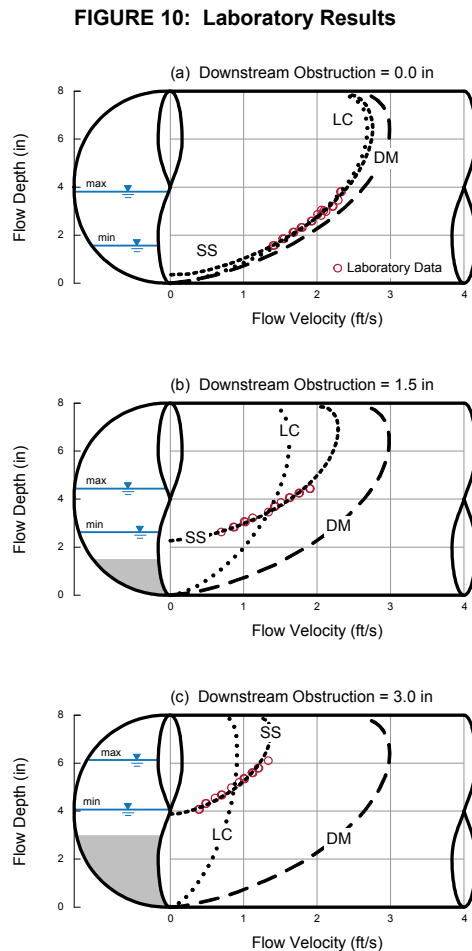 FIGURE 10: Laboratory Results
(a) Downstream Obstruction = 0.0 in
8
6
4
2
0
Flow Depth (in)
max
min
LC
DM
SS
Laboratory Data
0 1 2 3 4
Flow Velocity (ft/s)
(b) Downstream Obstruction = 1.5 in
8
6
4
2
0
Flow Depth (in)
max
min
LC
SS
DM
0 1 2 3 4
Flow Velocity (ft/s)
(c) Downstream Obstruction = 3.0 in
8
6
4
2
0
Flow Depth (in)
max
min
SS
LC
DM
0 1 2 3 4
Flow Velocity (ft/s)